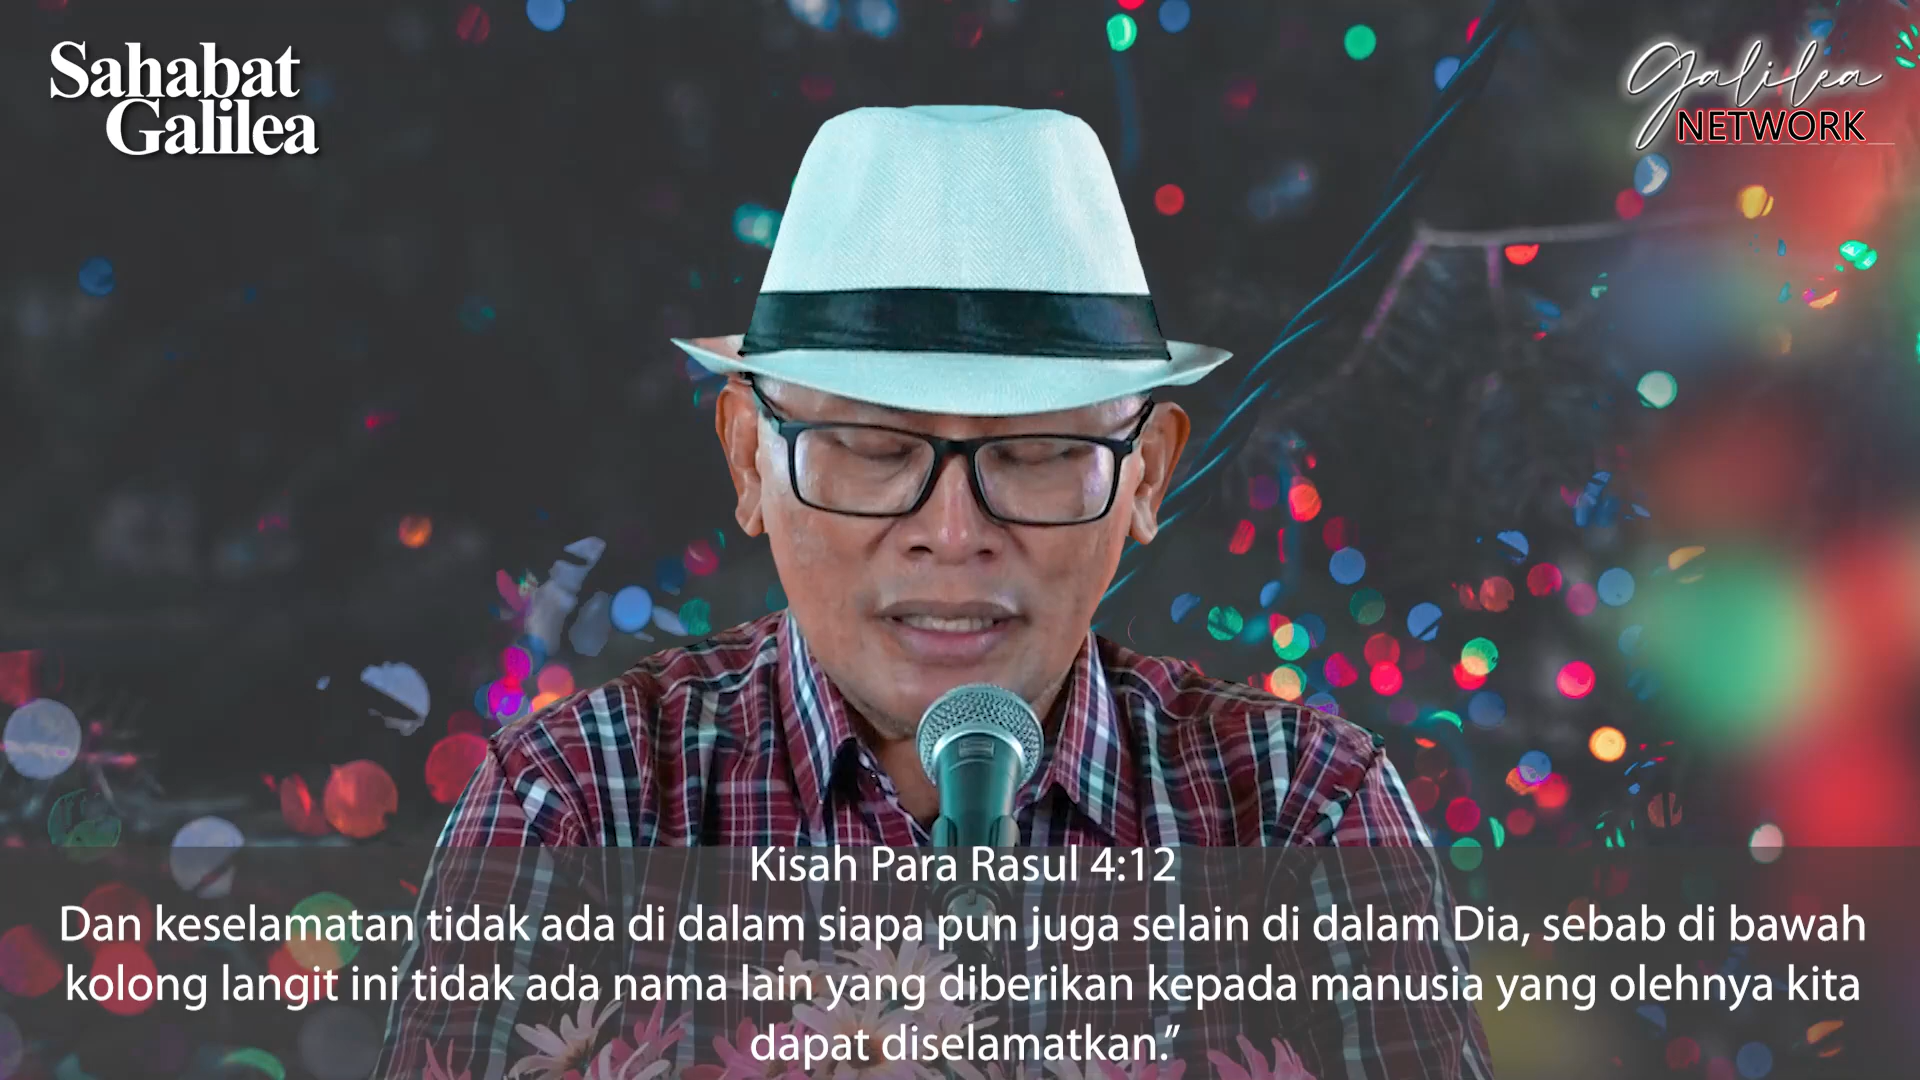 Sahabat
Galilea
Galilea
NETWORK
Kisah Para Rasul 4:12
Dan keselamatan tidak ada di dalam siapa pun juga selain di dalam Dia, sebab di bawah
kolong langit ini tidak ada nama lain yang diberikan kepada manusia yang olehnya kita
dapat diselamatkan.”